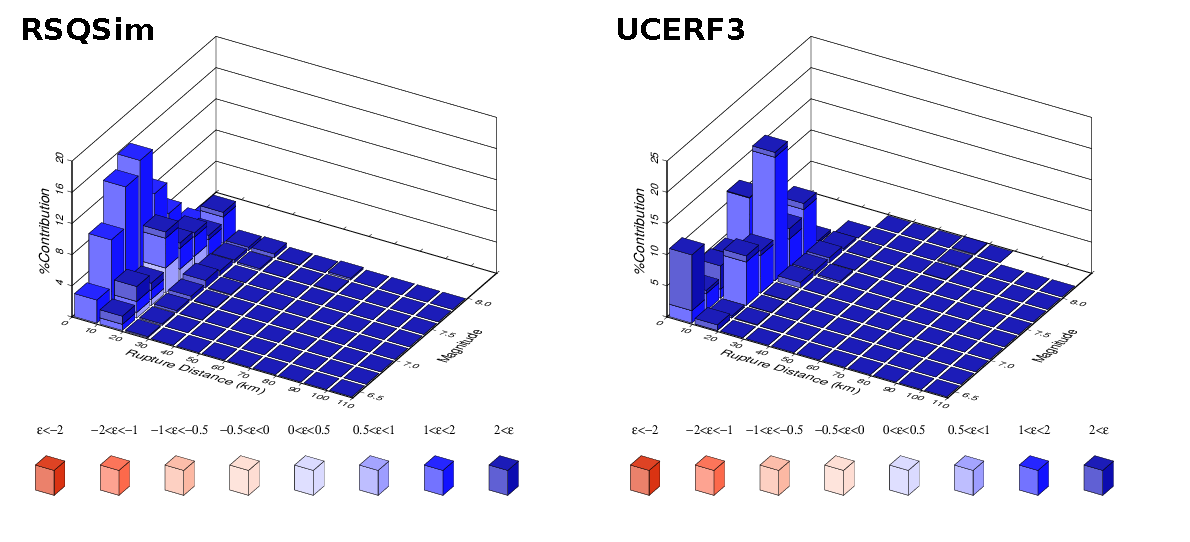 RSQSim
%Contribution
4
8
12
16
20
0
10
20
30
40
50
60
70
80
90
100
110
Rupture Distance (km)
6.5
7.0
7.5
8.0
Magnitude
ε<−2
−2<ε<−1
−1<ε<−0.5
−0.5<ε<0
0<ε<0.5
0.5<ε<1
1<ε<2
2<ε
UCERF3
%Contribution
5
10
15
20
25
0
10
20
30
40
50
60
70
80
90
100
110
Rupture Distance (km)
6.5
7.0
7.5
8.0
Magnitude
ε<−2
−2<ε<−1
−1<ε<−0.5
−0.5<ε<0
0<ε<0.5
0.5<ε<1
1<ε<2
2<ε